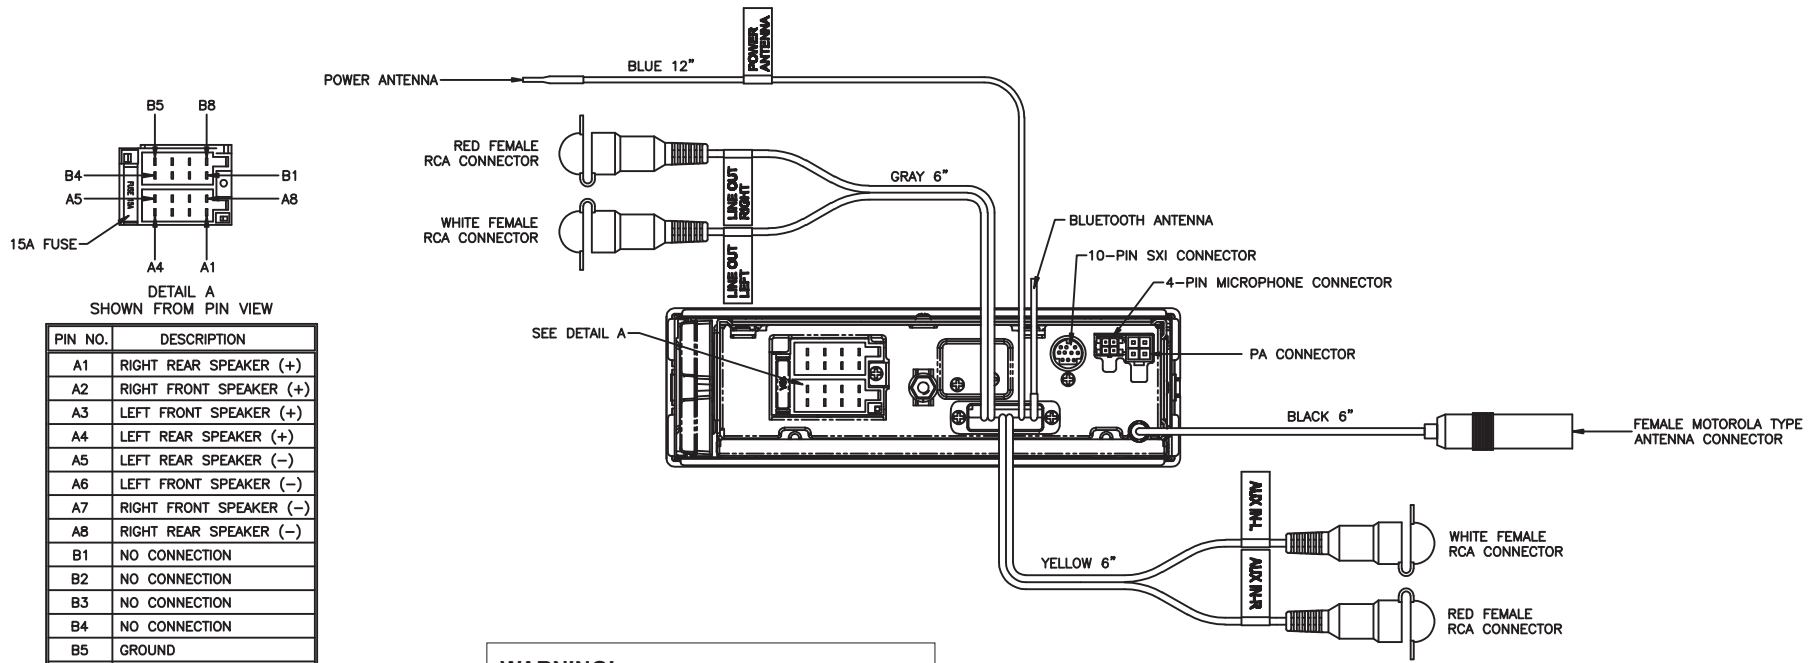 POWER ANTENNA
BLUE 12"
POWER
ANTENNA
B5 B8
B4 B1
A5 A8
FUSE 15A
15A FUSE
A4 A1
DETAIL A
SHOWN FROM PIN VIEW
RED FEMALE
RCA CONNECTOR
WHITE FEMALE
RCA CONNECTOR
LINE OUT
RIGHT
LINE OUT
LEFT
GRAY 6"
BLUETOOTH ANTENNA
10-PIN SXI CONNECTOR
4-PIN MICROPHONE CONNECTOR
SEE DETAIL A
PA CONNECTOR
BLACK 6"
FEMALE MOTOROLA TYPE
ANTENNA CONNECTOR
PIN NO. DESCRIPTION
A1 RIGHT REAR SPEAKER (+)
A2 RIGHT FRONT SPEAKER (+)
A3 LEFT FRONT SPEAKER (+)
A4 LEFT REAR SPEAKER (+)
A5 LEFT REAR SPEAKER (-)
A6 LEFT FRONT SPEAKER (-)
A7 RIGHT FRONT SPEAKER (-)
A8 RIGHT REAR SPEAKER (-)
B1 NO CONNECTION
B2 NO CONNECTION
B3 NO CONNECTION
B4 NO CONNECTION
B5 GROUND
YELLOW 6"
AUX IN-L
AUX IN-R
WHITE FEMALE
RCA CONNECTOR
RED FEMALE
RCA CONNECTOR
WARNING!